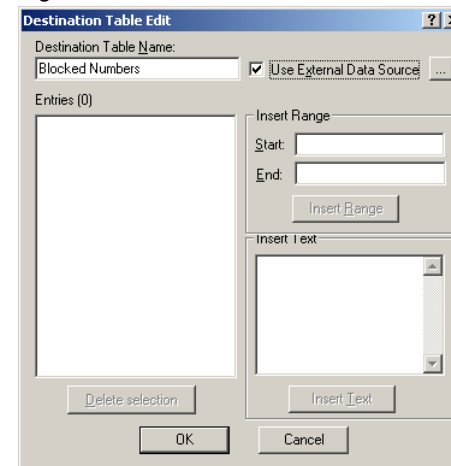 Destination Table Edit
Destination Table Name:
Blocked Numbers
Use External Data Source
...
Entries (0)
Insert Range
Start:
End:
Insert Range
Insert Text
Delete selection
Insert Text
OK
Cancel